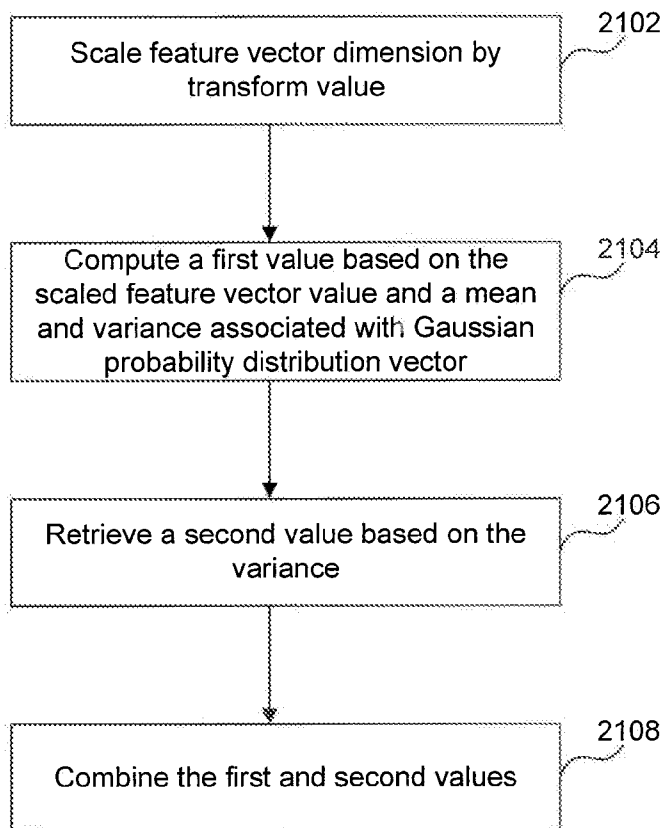 2102
Scale feature vector dimension by
transform value
2104
Compute a first value based on the
scaled feature vector value and a mean
and variance associated with Gaussian
probability distribution vector
2106
Retrieve a second value based on the
variance
2108
Combine the first and second values